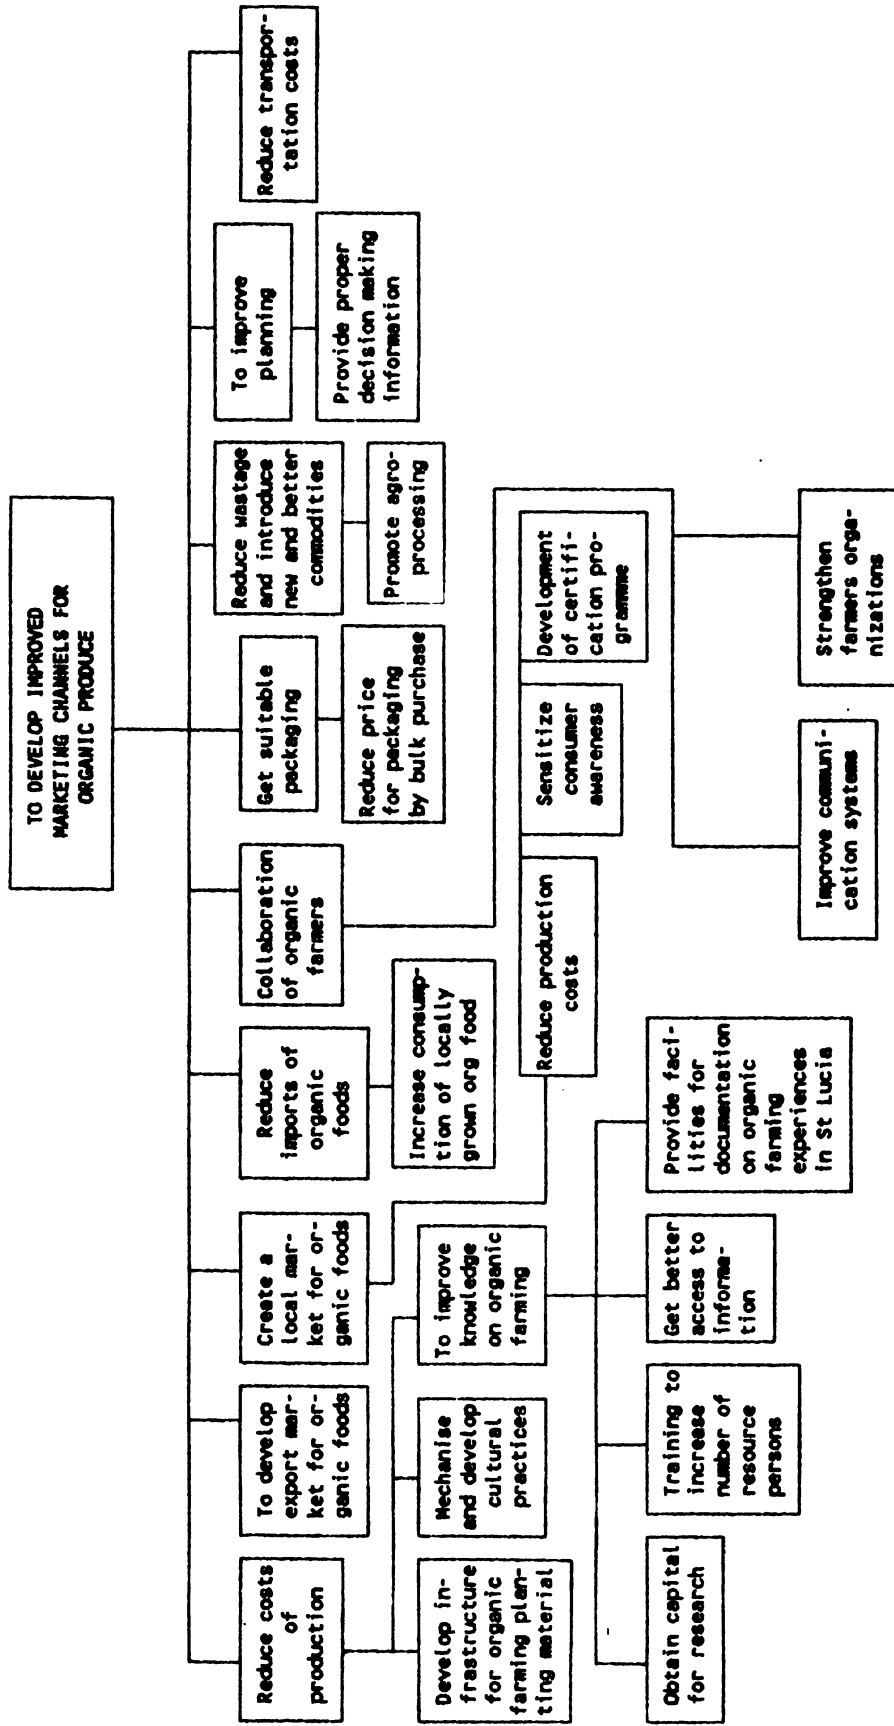 TO DEVELOP IMPROVED
MARKETING CHANNELS FOR
ORGANIC PRODUCE
Reduce costs
of
production
To develop
export mar-
ket for or-
ganic foods
Create a
local mar-
ket for or-
ganic foods
Reduce
imports of
organic
foods
Collaboration
of organic
farmers
Get suitable
packaging
Reduce wastage
and introduce
new and better
commodities
To improve
planning
Reduce transpor-
tation costs
Develop in-
frastructure
for organic
farming plan-
ting material
Mechanise
and develop
cultural
practices
To improve
knowledge
on organic
farming
Increase consump-
tion of locally
grown org food
Reduce price
for packaging
by bulk purchase
Promote agro-
processing
Provide proper
decision making
information
Reduce production
costs
Sensitize
consumer
awareness
Development
of certifi-
cation pro-
gramme
Obtain capital
for research
Training to
increase
number of
resource
persons
Get better
access to
informa-
tion
Provide faci-
lities for
documentation
on organic
farming
experiences
in St Lucia
Improve communi-
cation systems
Strengthen
farmers orga-
nizations